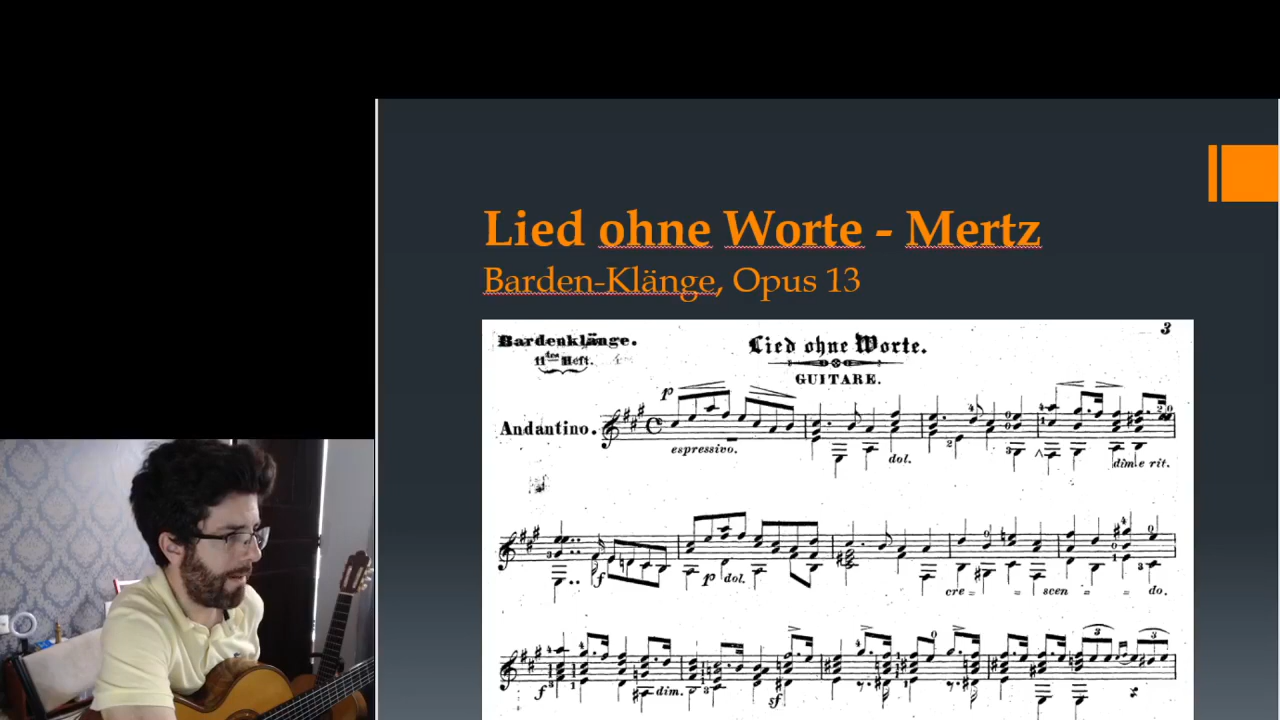 Lied ohne Worte - Mertz
Barden-Klänge, Opus 13
3
Bardenklänge.
Lied ohne Worte.
11tes Heft.
GUITARE.
p
Andantino.
espressivo.
dol.
dim. e rit.
f
p dol.
cre = = scen = = do.
f
dim.
sf